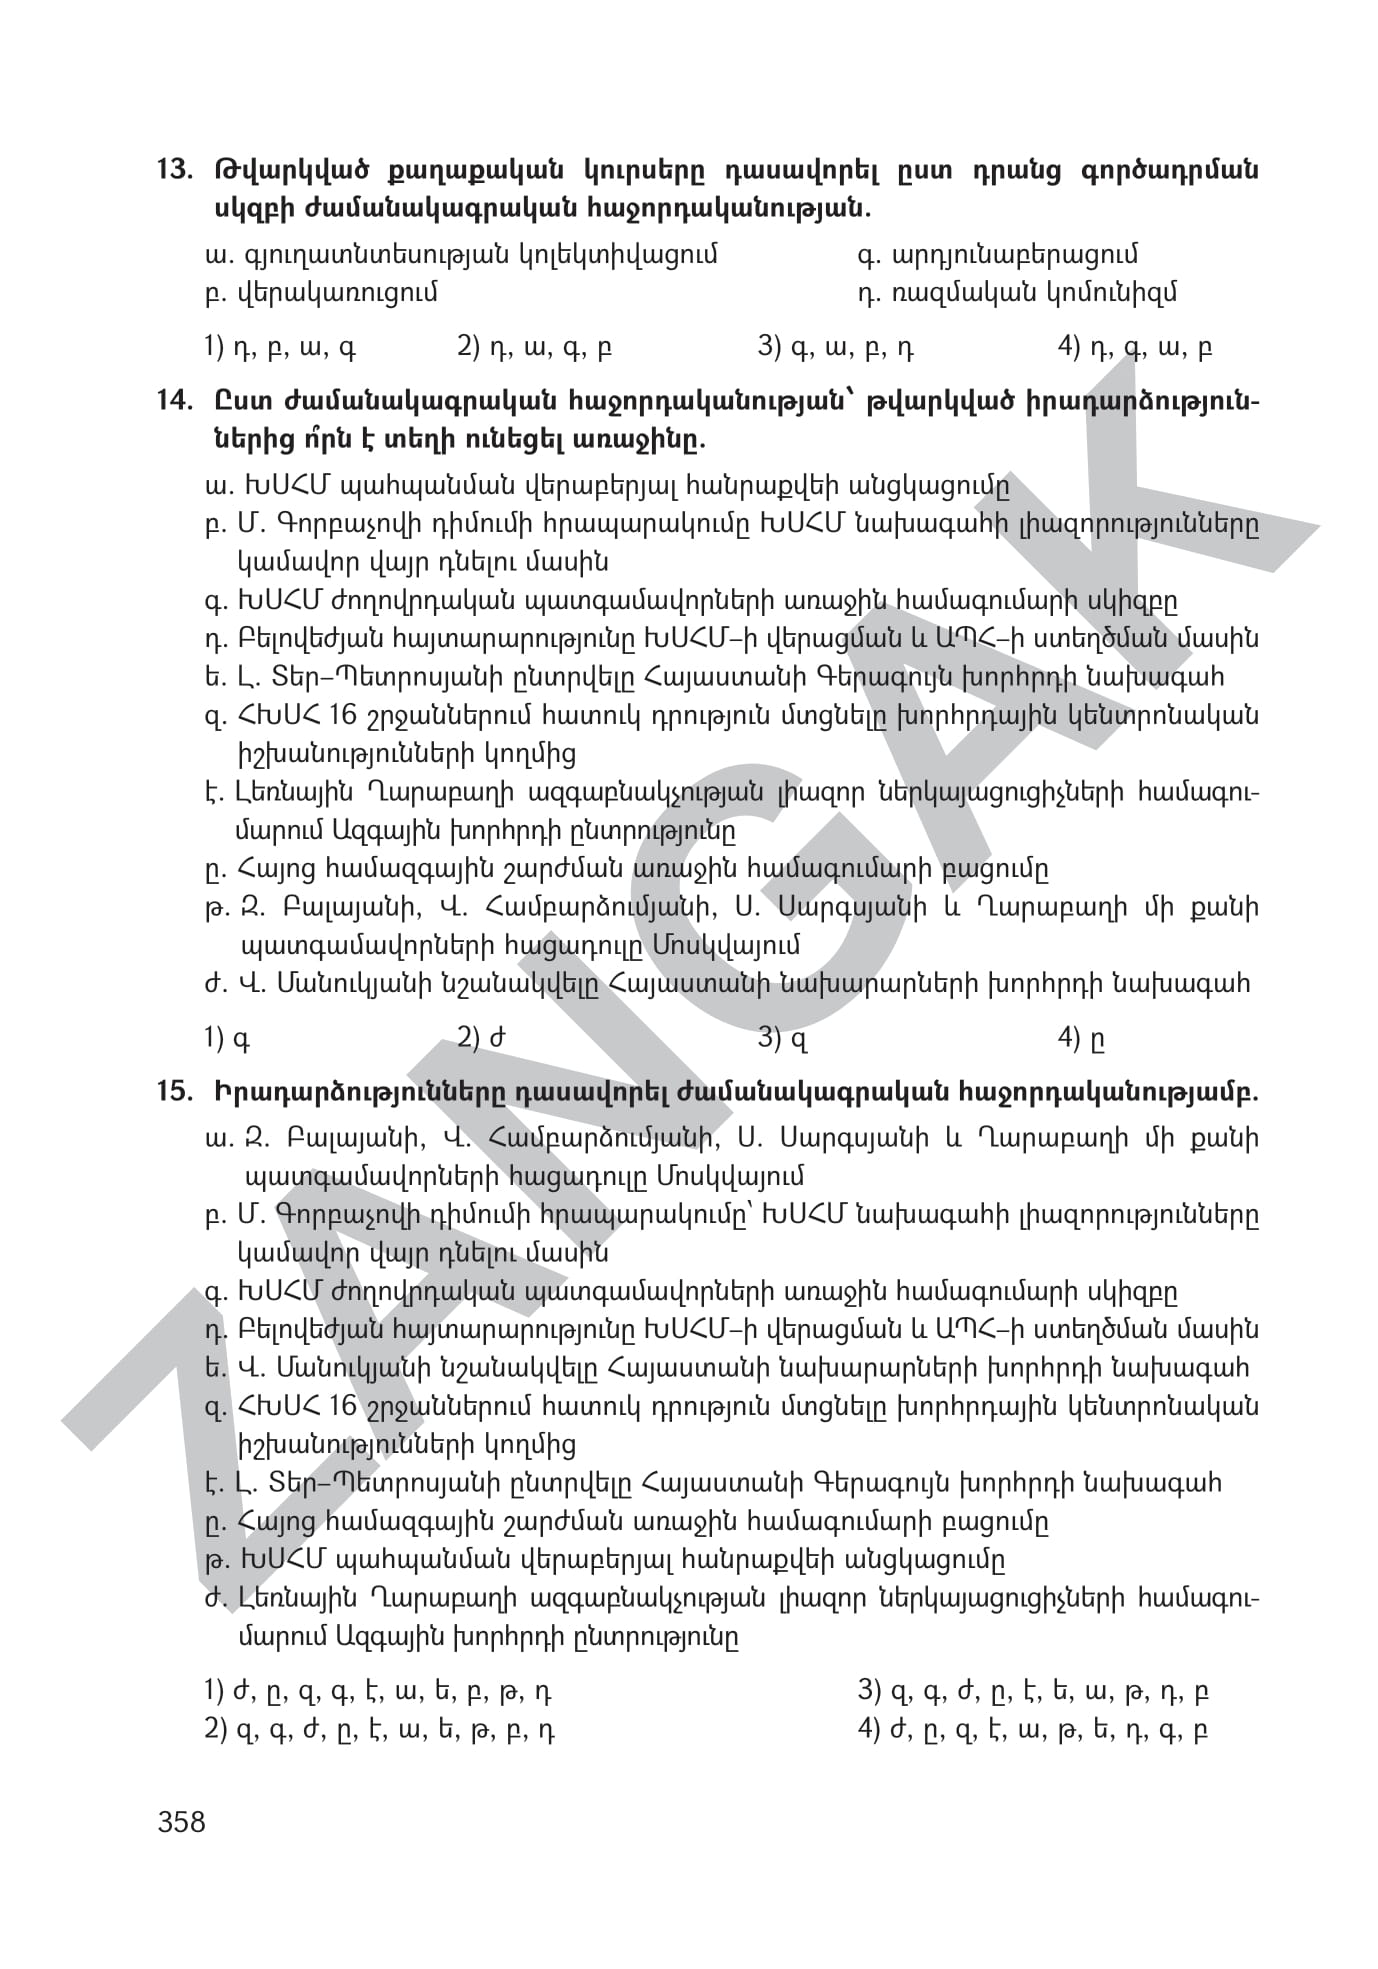 13. Թվարկված քաղաքական կուրսերը դասավորել ըստ դրանց գործադրման
սկզբի ժամանակագրական հաջորդականության.
ա. գյուղատնտեսության կոլեկտիվացում գ. արդյունաբերացում
բ. վերակառուցում դ. ռազմական կոմունիզմ
1) դ, բ, ա, գ 2) դ, ա, գ, բ 3) գ, ա, բ, դ 4) դ, գ, ա, բ
14. Ըստ ժամանակագրական հաջորդականության՝ թվարկված իրադարձություն-
ներից ո՞րն է տեղի ունեցել առաջինը.
ա. ԽՍՀՄ պահպանման վերաբերյալ հանրաքվեի անցկացումը
բ. Մ. Գորբաչովի դիմումի հրապարակումը ԽՍՀՄ նախագահի լիազորությունները
կամավոր վայր դնելու մասին
գ. ԽՍՀՄ ժողովրդական պատգամավորների առաջին համագումարի սկիզբը
դ. Բելովեժյան հայտարարությունը ԽՍՀՄ–ի վերացման և ԱՊՀ–ի ստեղծման մասին
ե. Լ. Տեր–Պետրոսյանի ընտրվելը Հայաստանի Գերագույն խորհրդի նախագահ
զ. ՀԽՍՀ 16 շրջաններում հատուկ դրություն մտցնելը խորհրդային կենտրոնական
իշխանությունների կողմից
է. Լեռնային Ղարաբաղի ազգաբնակչության լիազոր ներկայացուցիչների համագու-
մարում Ազգային խորհրդի ընտրությունը
ը. Հայոց համազգային շարժման առաջին համագումարի բացումը
թ. Զ. Բալայանի, Վ. Համբարձումյանի, Ս. Սարգսյանի և Ղարաբաղի մի քանի
պատգամավորների հացադուլը Մոսկվայում
ժ. Վ. Մանուկյանի նշանակվելը Հայաստանի նախարարների խորհրդի նախագահ
1) գ 2) ժ 3) զ 4) ը
15. Իրադարձությունները դասավորել ժամանակագրական հաջորդականությամբ.
ա. Զ. Բալայանի, Վ. Համբարձումյանի, Ս. Սարգսյանի և Ղարաբաղի մի քանի
պատգամավորների հացադուլը Մոսկվայում
բ. Մ. Գորբաչովի դիմումի հրապարակումը՝ ԽՍՀՄ նախագահի լիազորությունները
կամավոր վայր դնելու մասին
գ. ԽՍՀՄ ժողովրդական պատգամավորների առաջին համագումարի սկիզբը
դ. Բելովեժյան հայտարարությունը ԽՍՀՄ–ի վերացման և ԱՊՀ–ի ստեղծման մասին
ե. Վ. Մանուկյանի նշանակվելը Հայաստանի նախարարների խորհրդի նախագահ
զ. ՀԽՍՀ 16 շրջաններում հատուկ դրություն մտցնելը խորհրդային կենտրոնական
իշխանությունների կողմից
է. Լ. Տեր–Պետրոսյանի ընտրվելը Հայաստանի Գերագույն խորհրդի նախագահ
ը. Հայոց համազգային շարժման առաջին համագումարի բացումը
թ. ԽՍՀՄ պահպանման վերաբերյալ հանրաքվեի անցկացումը
ժ. Լեռնային Ղարաբաղի ազգաբնակչության լիազոր ներկայացուցիչների համագու-
մարում Ազգային խորհրդի ընտրությունը
1) ժ, ը, զ, գ, է, ա, ե, բ, թ, դ 3) զ, գ, ժ, ը, է, ե, ա, թ, դ, բ
2) զ, գ, ժ, ը, է, ա, ե, թ, բ, դ 4) ժ, ը, զ, է, ա, թ, ե, դ, գ, բ
358
ZANGAK